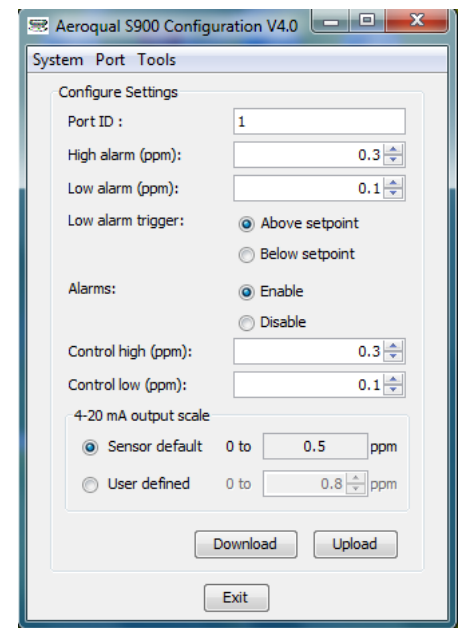 Aeroqual S900 Configuration V4.0
System Port Tools
Configure Settings
Port ID : 1
High alarm (ppm): 0.3
Low alarm (ppm): 0.1
Low alarm trigger: Above setpoint
Below setpoint
Alarms: Enable
Disable
Control high (ppm): 0.3
Control low (ppm): 0.1
4-20 mA output scale
Sensor default 0 to 0.5 ppm
User defined 0 to 0.8 ppm
Download Upload
Exit